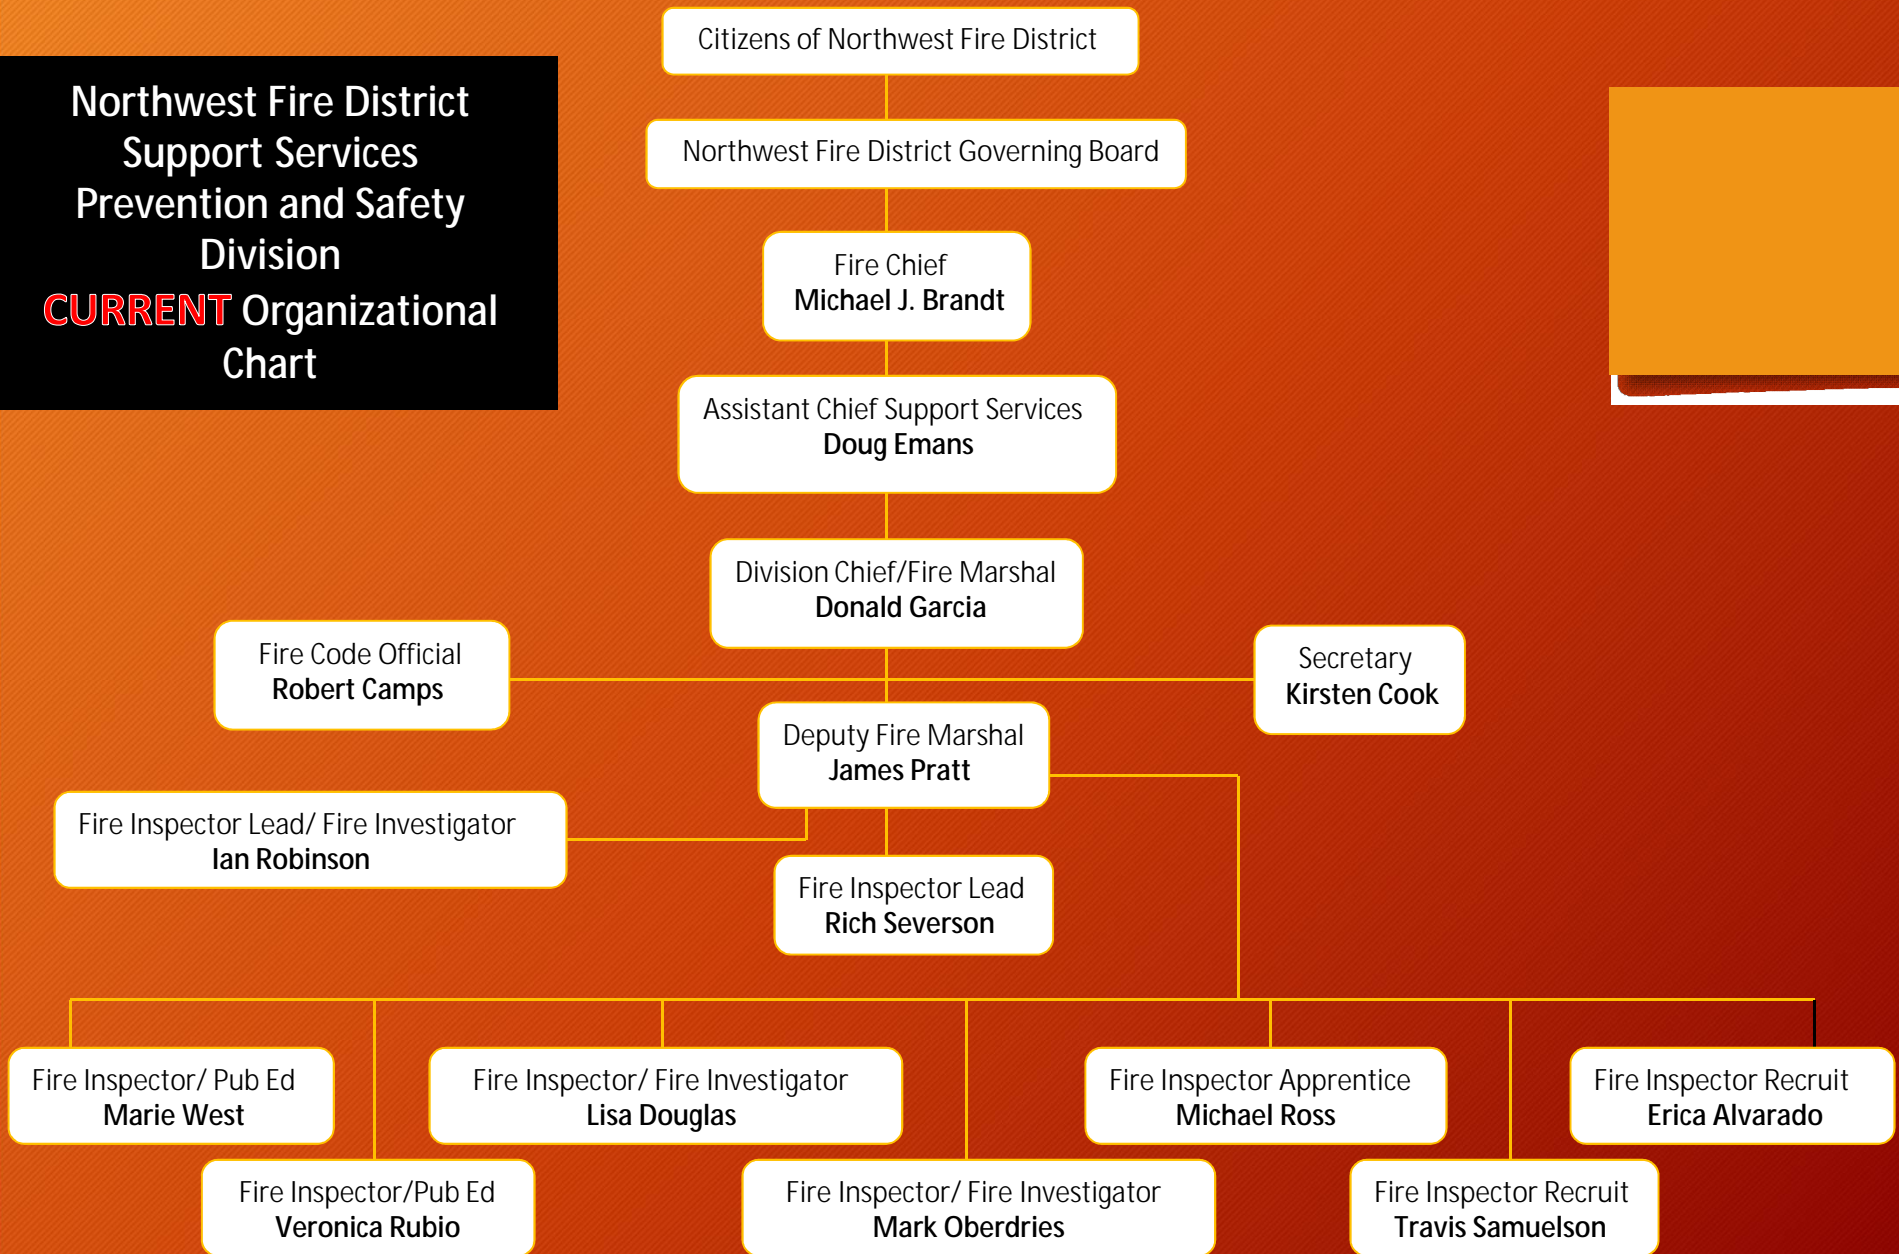 Northwest Fire District
Support Services
Prevention and Safety
Division
CURRENT Organizational
Chart
Citizens of Northwest Fire District
Northwest Fire District Governing Board
Fire Chief
Michael J. Brandt
Assistant Chief Support Services
Doug Emans
Division Chief/Fire Marshal
Donald Garcia
Fire Code Official
Robert Camps
Secretary
Kirsten Cook
Deputy Fire Marshal
James Pratt
Fire Inspector Lead/ Fire Investigator
Ian Robinson
Fire Inspector Lead
Rich Severson
Fire Inspector/ Pub Ed
Marie West
Fire Inspector/ Fire Investigator
Lisa Douglas
Fire Inspector Apprentice
Michael Ross
Fire Inspector Recruit
Erica Alvarado
Fire Inspector/Pub Ed
Veronica Rubio
Fire Inspector/ Fire Investigator
Mark Oberdries
Fire Inspector Recruit
Travis Samuelson